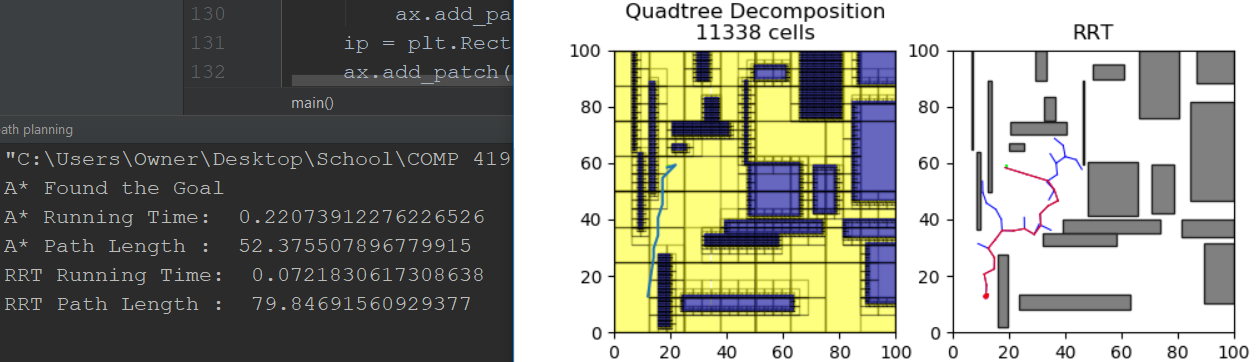 130 ax.add_pa
131 ip = plt.Rect
132 ax.add_patch(
main()
ath planning
"C:\Users\Owner\Desktop\School\COMP 419
A* Found the Goal
A* Running Time: 0.22073912276226526
A* Path Length : 52.375507896779915
RRT Running Time: 0.0721830617308638
RRT Path Length : 79.84691560929377
Quadtree Decomposition
11338 cells
100
80
60
40
20
0
0 20 40 60 80 100
RRT
100
80
60
40
20
0
0 20 40 60 80 100